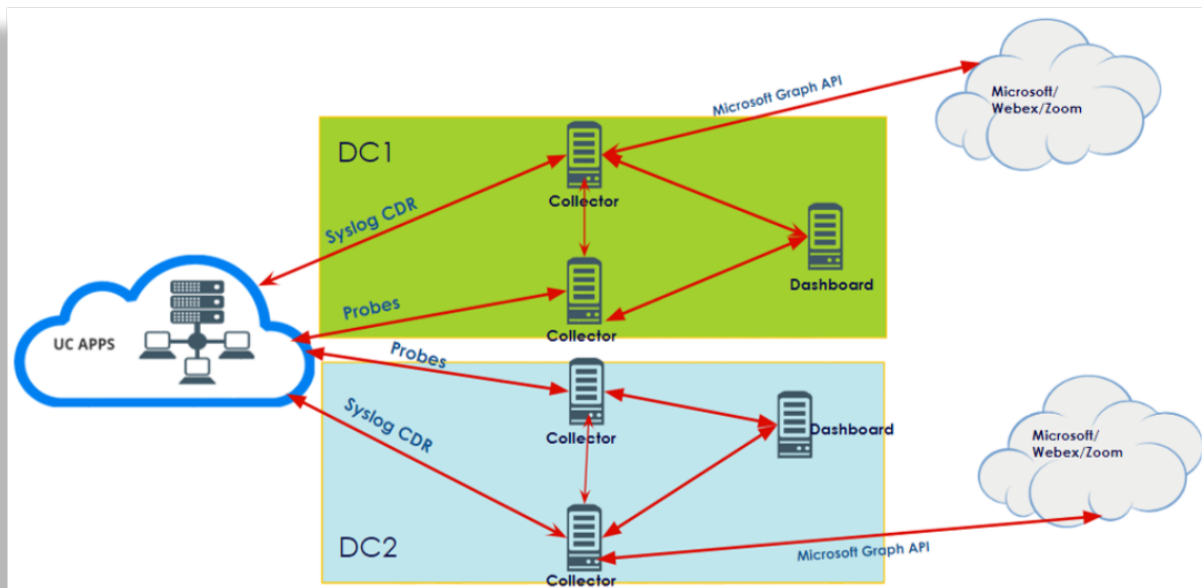 Microsoft Graph API
Microsoft/
Webex/Zoom
DC1
Collector
Syslog CDR
Dashboard
Probes
Collector
UC APPS
Probes
Collector
Dashboard
Syslog CDR
Microsoft/
Webex/Zoom
DC2
Microsoft Graph API
Collector